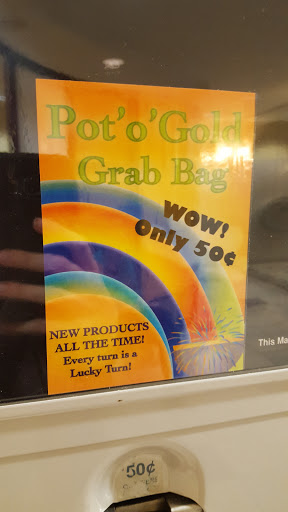 Pot'o'Gold
Grab Bag
WOW!
Only 50¢
NEW PRODUCTS
ALL THE TIME!
Every turn is a
Lucky Turn!
This Ma
50¢